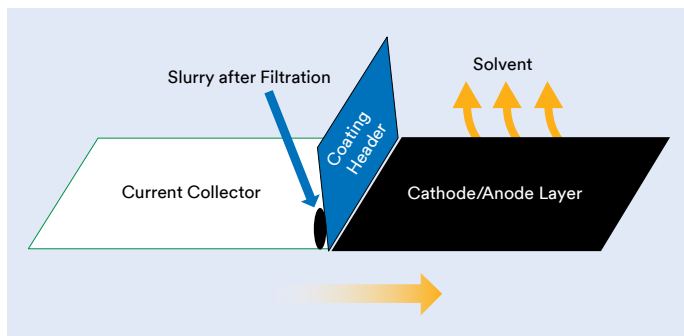 Solvent
Slurry after Filtration
Coating
Header
Current Collector
Cathode/Anode Layer